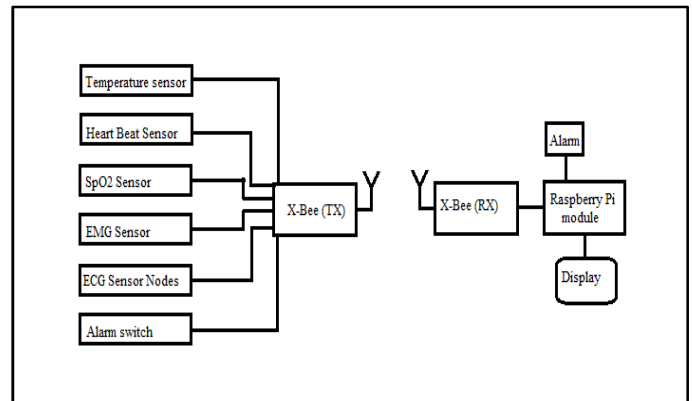 Temperature sensor
Heart Beat Sensor
SpO2 Sensor
EMG Sensor
ECG Sensor Nodes
Alarm switch
X-Bee (TX)
X-Bee (RX)
Alarm
Raspberry Pi
module
Display